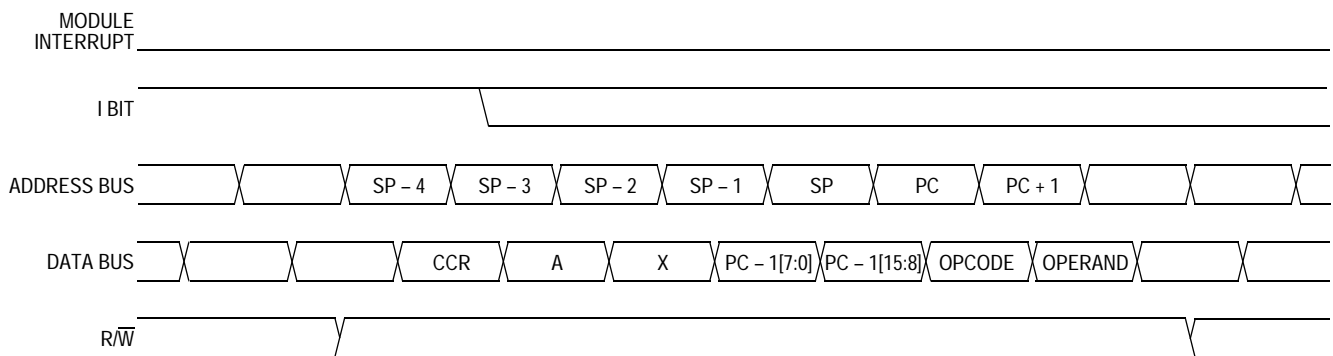 MODULE
INTERRUPT
I BIT
ADDRESS BUS SP – 4 SP – 3 SP – 2 SP – 1 SP PC PC + 1
DATA BUS CCR A X PC – 1[7:0] PC – 1[15:8] OPCODE OPERAND
R/W̅